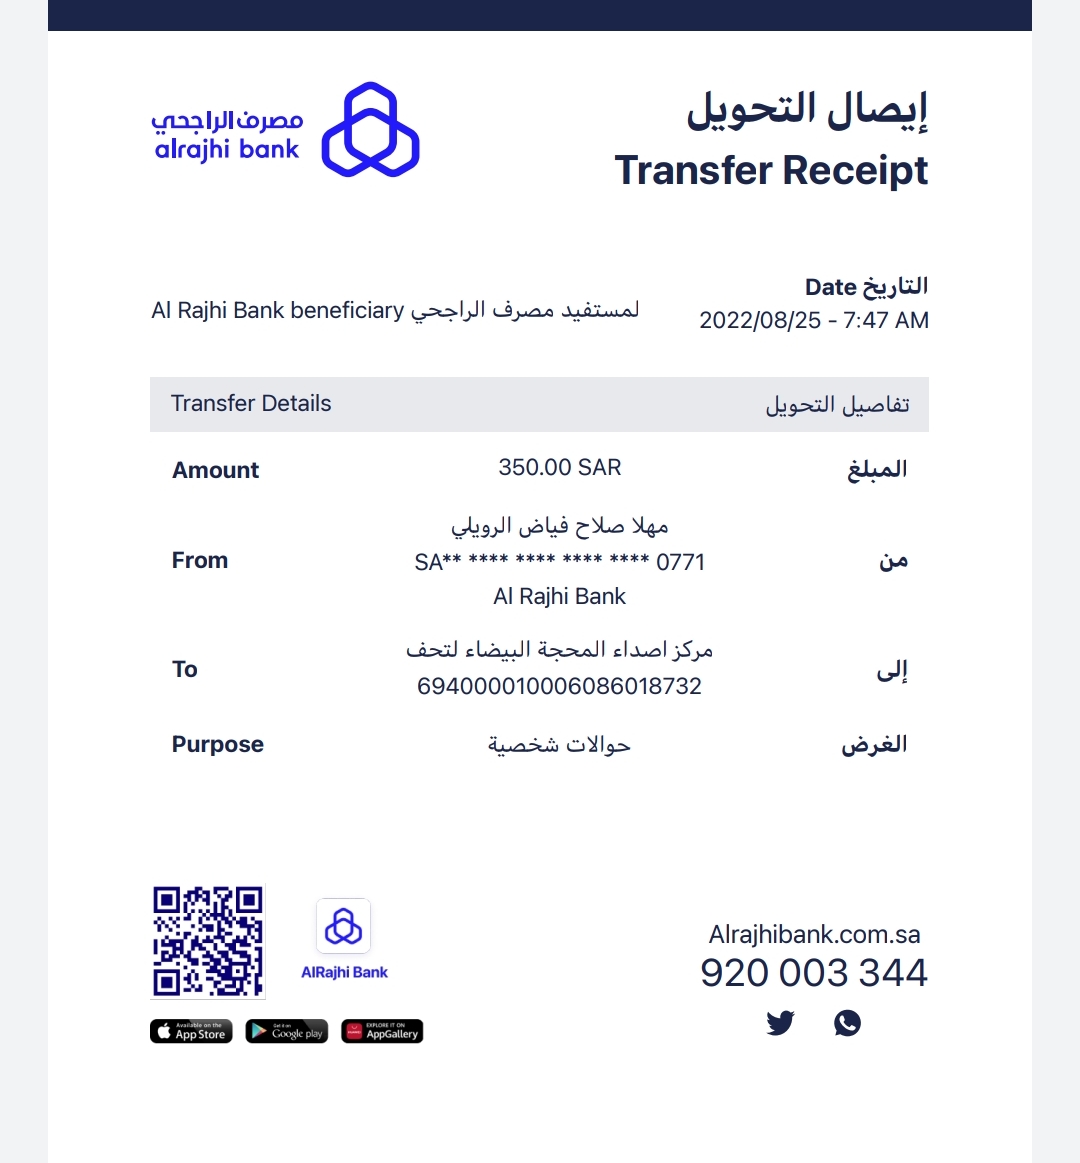 مصرف الراجحي
alrajhi bank
إيصال التحويل
Transfer Receipt
التاريخ Date
2022/08/25 - 7:47 AM
لمستفيد مصرف الراجحي Al Rajhi Bank beneficiary
Transfer Details تفاصيل التحويل
Amount 350.00 SAR المبلغ
مهلا صلاح فياض الرويلي
From SA** **** **** **** **** 0771 من
Al Rajhi Bank
مركز اصداء المحجة البيضاء لتحف
To إلى
694000010006086018732
Purpose حوالات شخصية الغرض
AlRajhi Bank
Available on the
App Store
Get it on
Google play
EXPLORE IT ON
AppGallery
Alrajhibank.com.sa
920 003 344